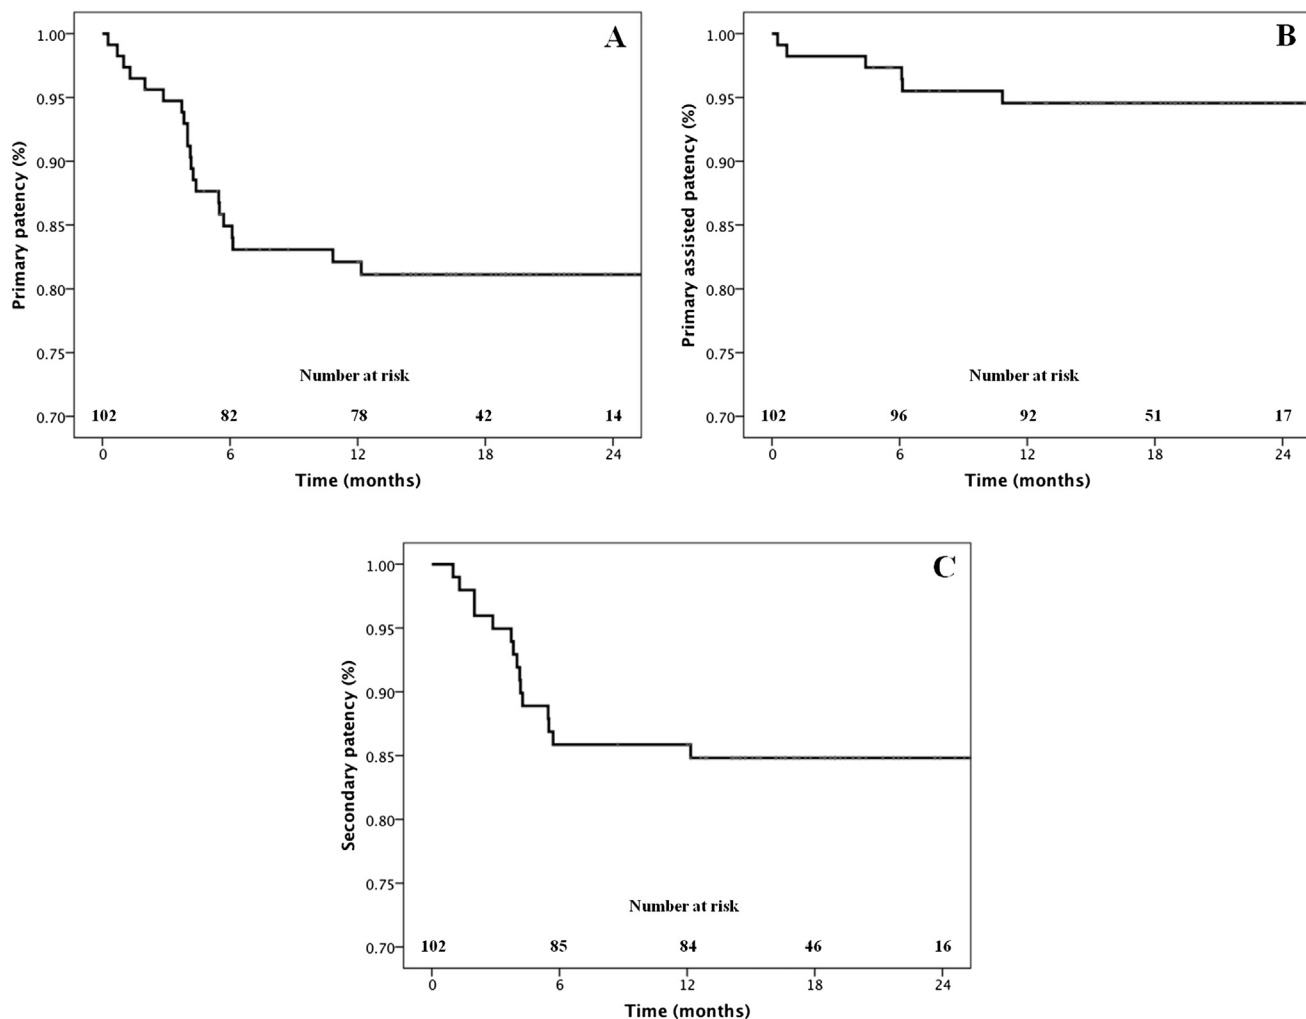 A
Primary patency (%)
1.00
0.95
0.90
0.85
0.80
0.75
0.70
Number at risk
102 82 78 42 14
0 6 12 18 24
Time (months)
B
Primary assisted patency (%)
1.00
0.95
0.90
0.85
0.80
0.75
0.70
Number at risk
102 96 92 51 17
0 6 12 18 24
Time (months)
C
Secondary patency (%)
1.00
0.95
0.90
0.85
0.80
0.75
0.70
Number at risk
102 85 84 46 16
0 6 12 18 24
Time (months)